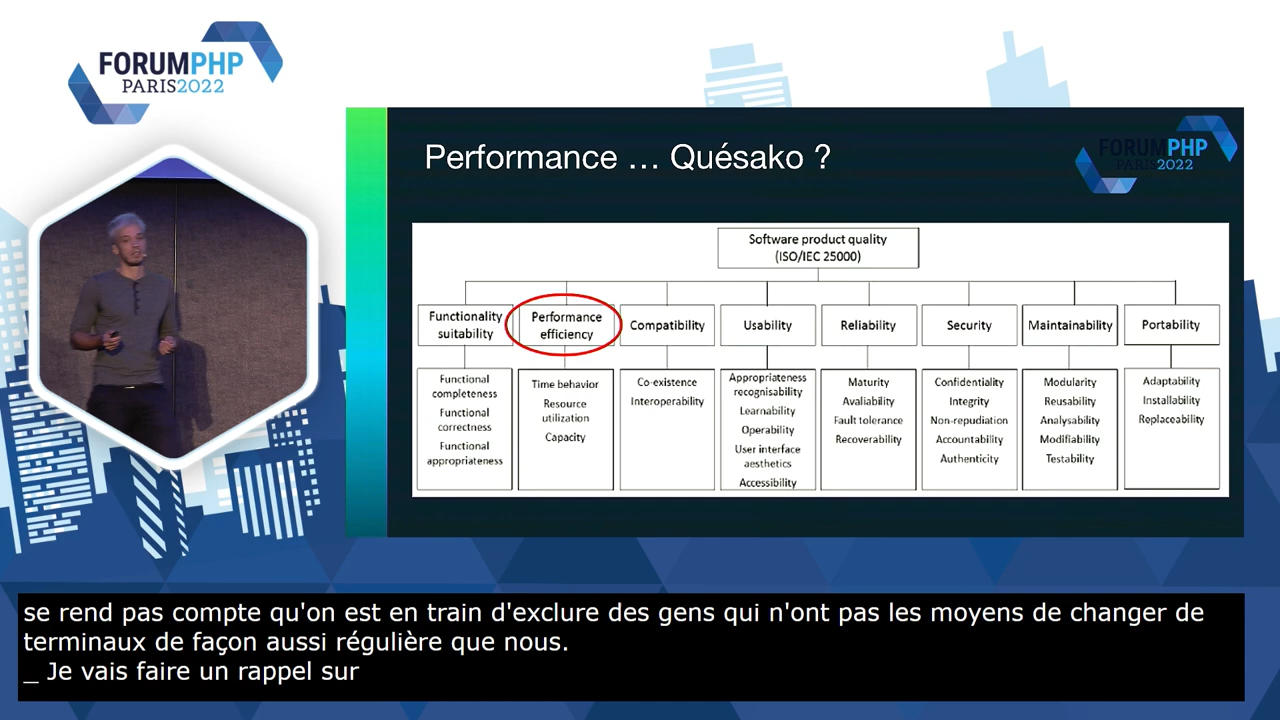 FORUMPHP
PARIS2022
Performance ... Quésako ?
FORUMPHP
PARIS2022
Software product quality
(ISO/IEC 25000)
Functionality
suitability
Performance
efficiency
Compatibility
Usability
Reliability
Security
Maintainability
Portability
Functional
completeness
Functional
correctness
Functional
appropriateness
Time behavior
Resource
utilization
Capacity
Co-existence
Interoperability
Appropriateness
recognisability
Learnability
Operability
User interface
aesthetics
Accessibility
Maturity
Avaliability
Fault tolerance
Recoverability
Confidentiality
Integrity
Non-repudiation
Accountability
Authenticity
Modularity
Reusability
Analysability
Modifiability
Testability
Adaptability
Installability
Replaceability
se rend pas compte qu'on est en train d'exclure des gens qui n'ont pas les moyens de changer de
terminaux de façon aussi régulière que nous.
_ Je vais faire un rappel sur